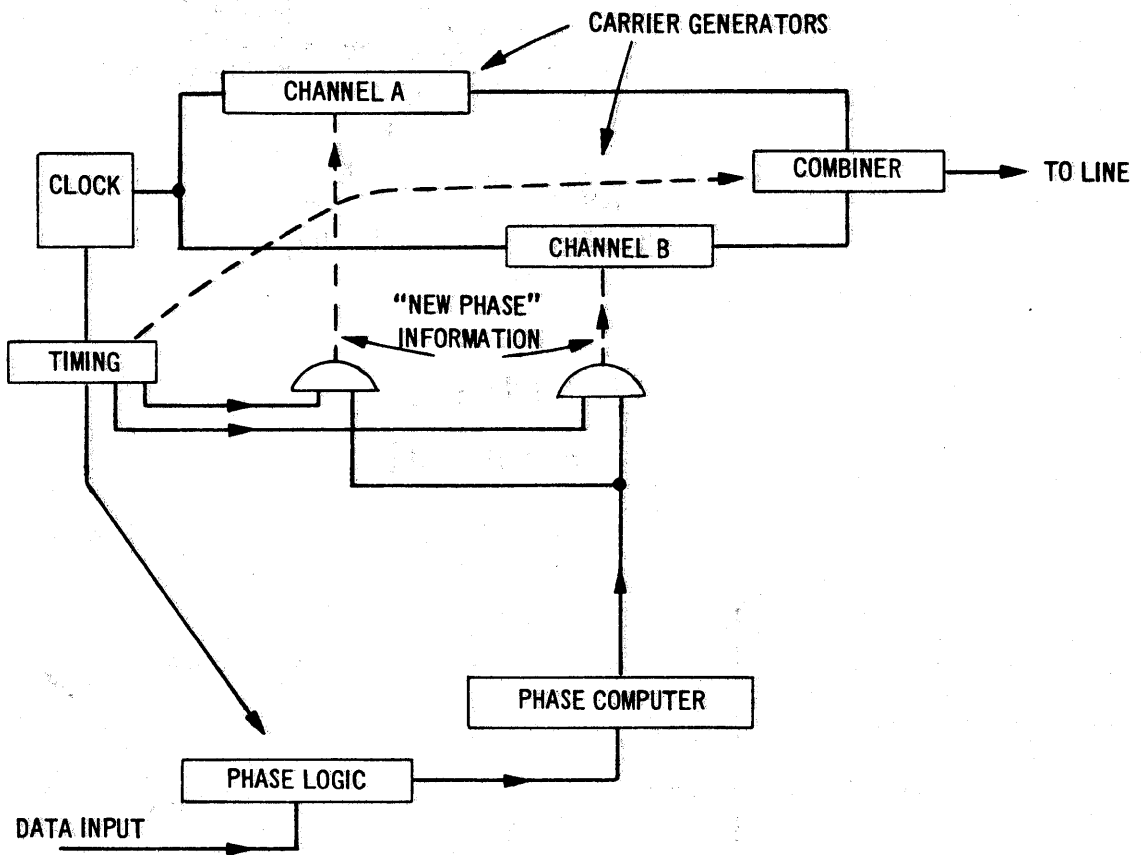 CARRIER GENERATORS
CHANNEL A
CLOCK
COMBINER
TO LINE
CHANNEL B
"NEW PHASE"
INFORMATION
TIMING
PHASE COMPUTER
PHASE LOGIC
DATA INPUT